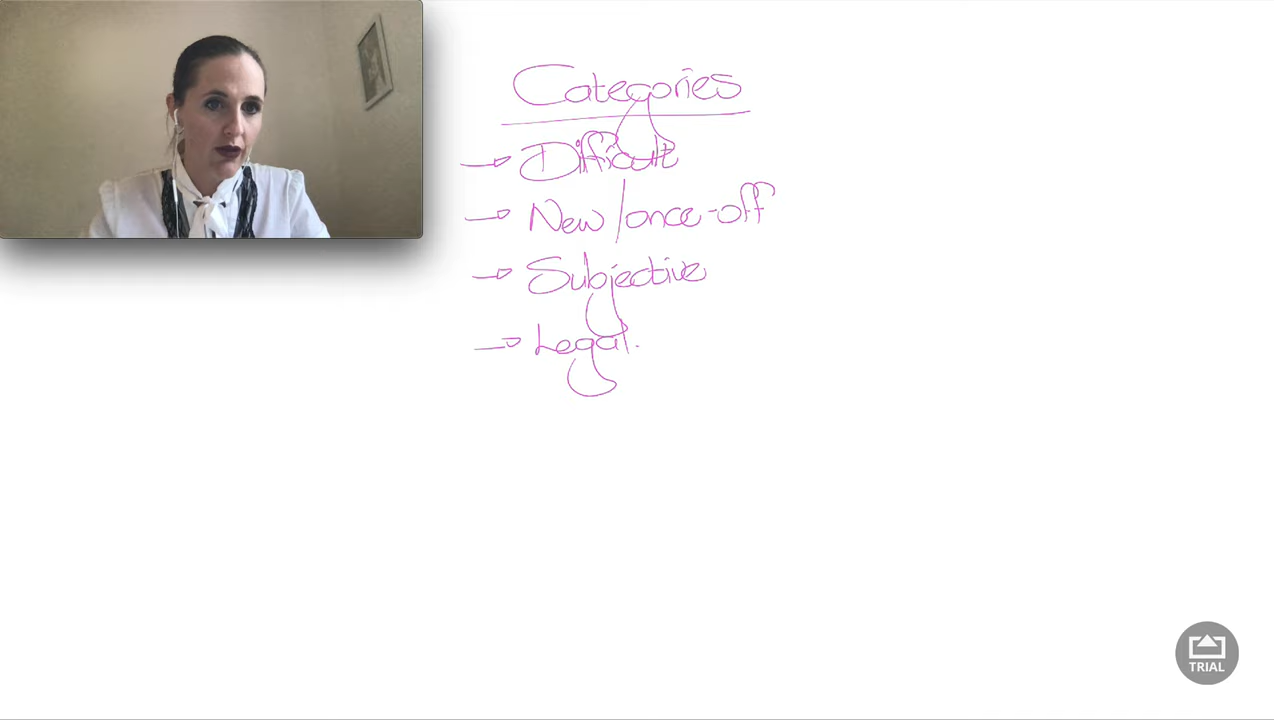 Categories
→ Difficult
→ New/once-off
→ Subjective
→ Legal.
TRIAL